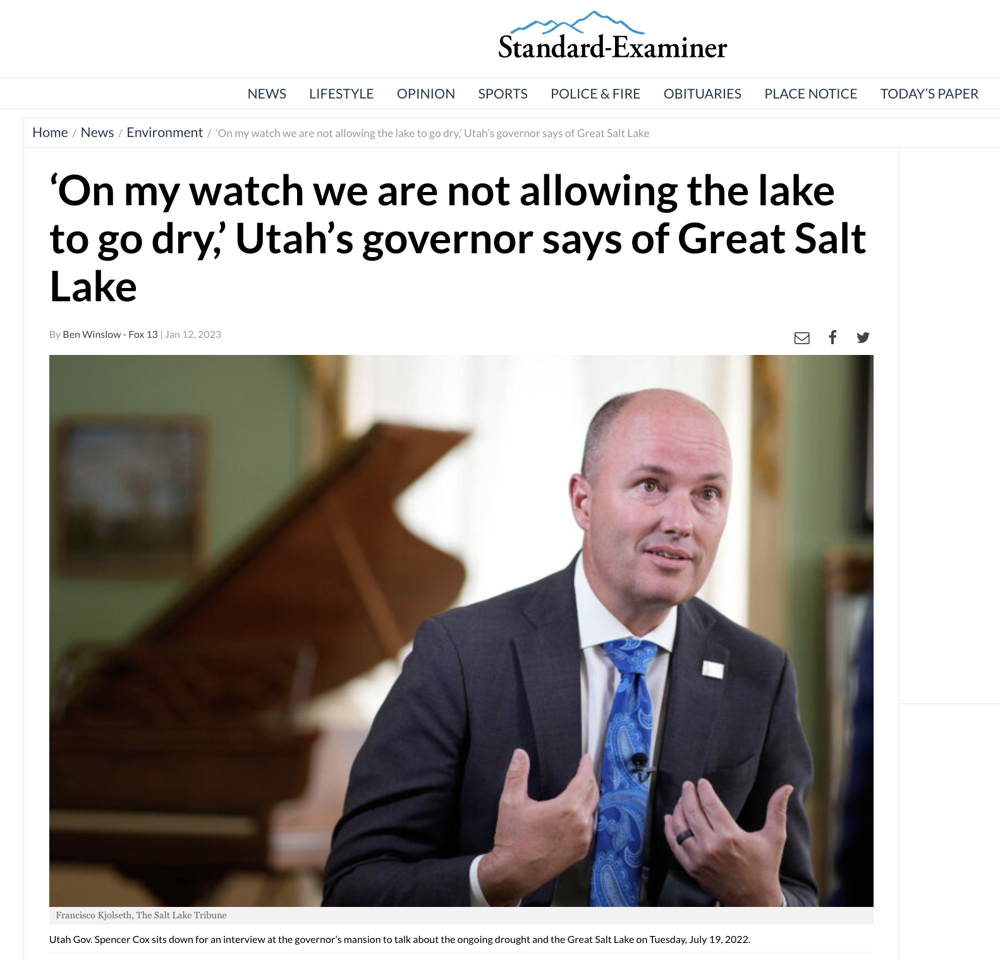 Standard-Examiner
NEWS LIFESTYLE OPINION SPORTS POLICE & FIRE OBITUARIES PLACE NOTICE TODAY’S PAPER
Home / News / Environment / ‘On my watch we are not allowing the lake to go dry,’ Utah’s governor says of Great Salt Lake
‘On my watch we are not allowing the lake
to go dry,’ Utah’s governor says of Great Salt
Lake
By Ben Winslow - Fox 13 | Jan 12, 2023
Francisco Kjolseth, The Salt Lake Tribune
Utah Gov. Spencer Cox sits down for an interview at the governor’s mansion to talk about the ongoing drought and the Great Salt Lake on Tuesday, July 19, 2022.